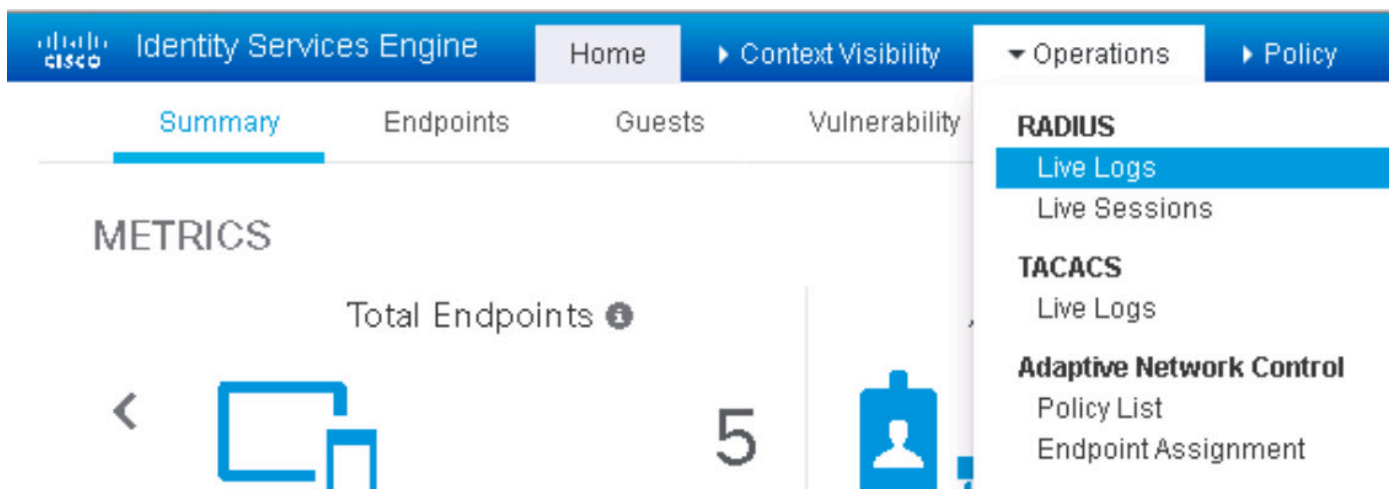 cisco Identity Services Engine Home Context Visibility Operations Policy
Summary Endpoints Guests Vulnerability
RADIUS
Live Logs
Live Sessions
TACACS
Live Logs
Adaptive Network Control
Policy List
Endpoint Assignment
METRICS
Total Endpoints
5